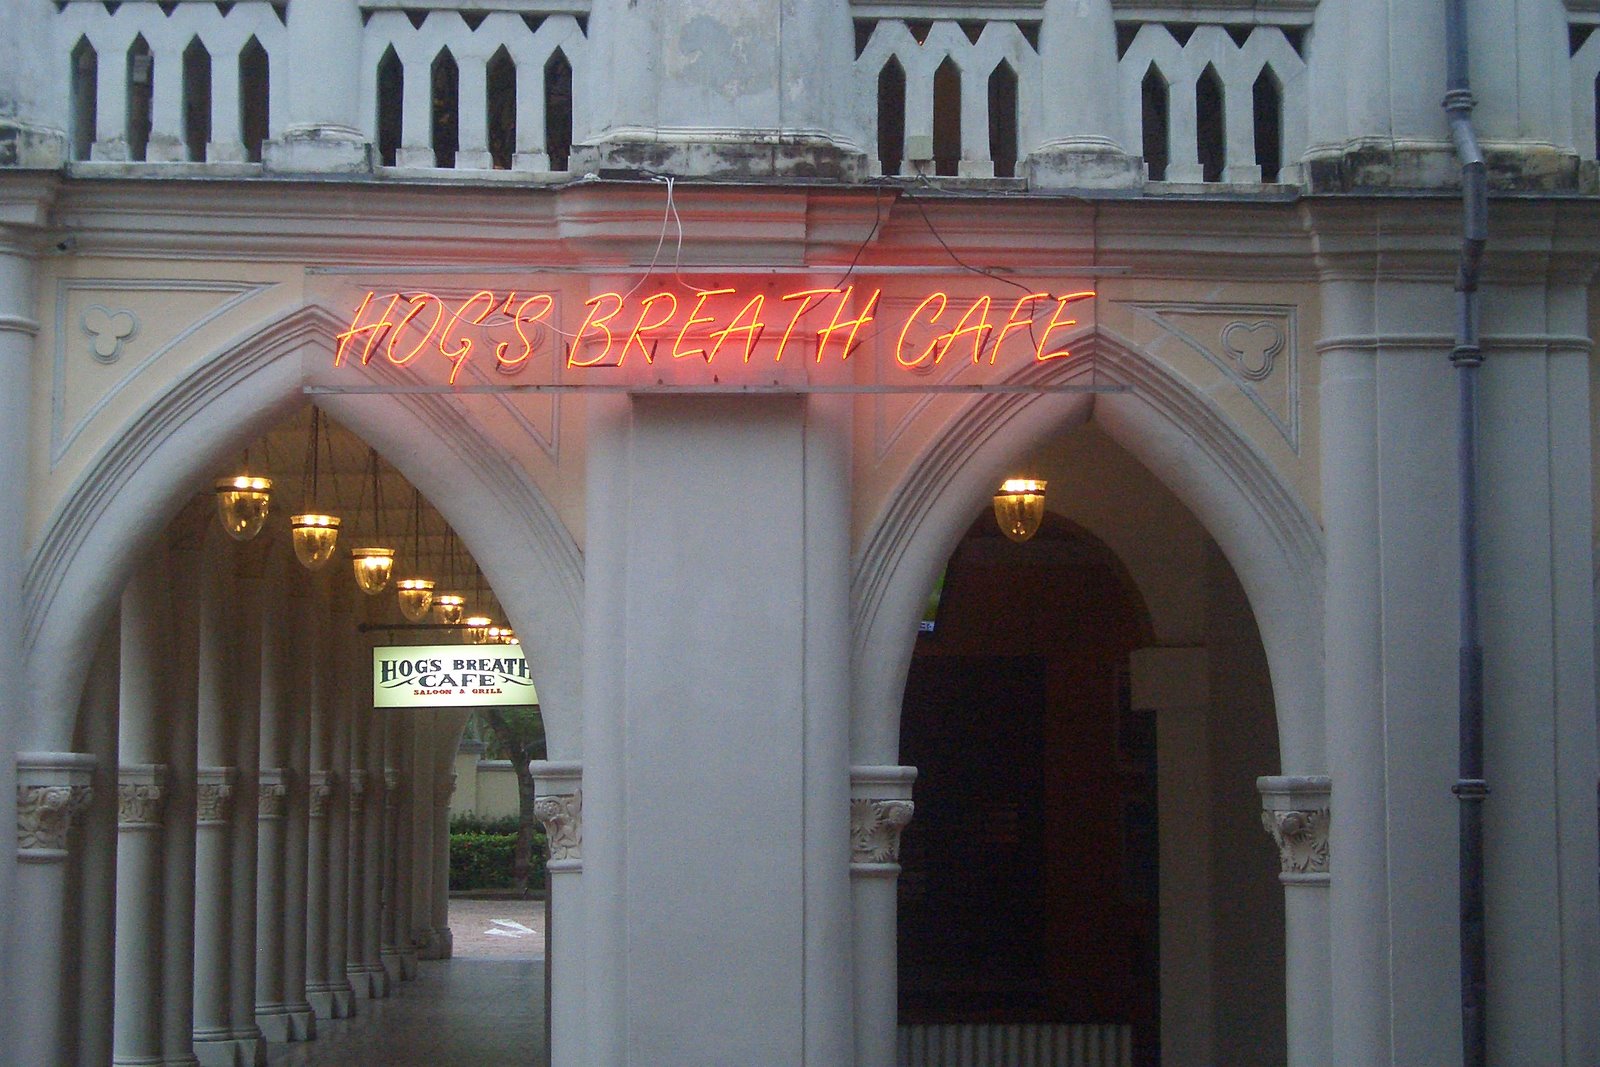 HOG'S BREATH CAFE
HOG'S BREATH
CAFE
SALOON & GRILL